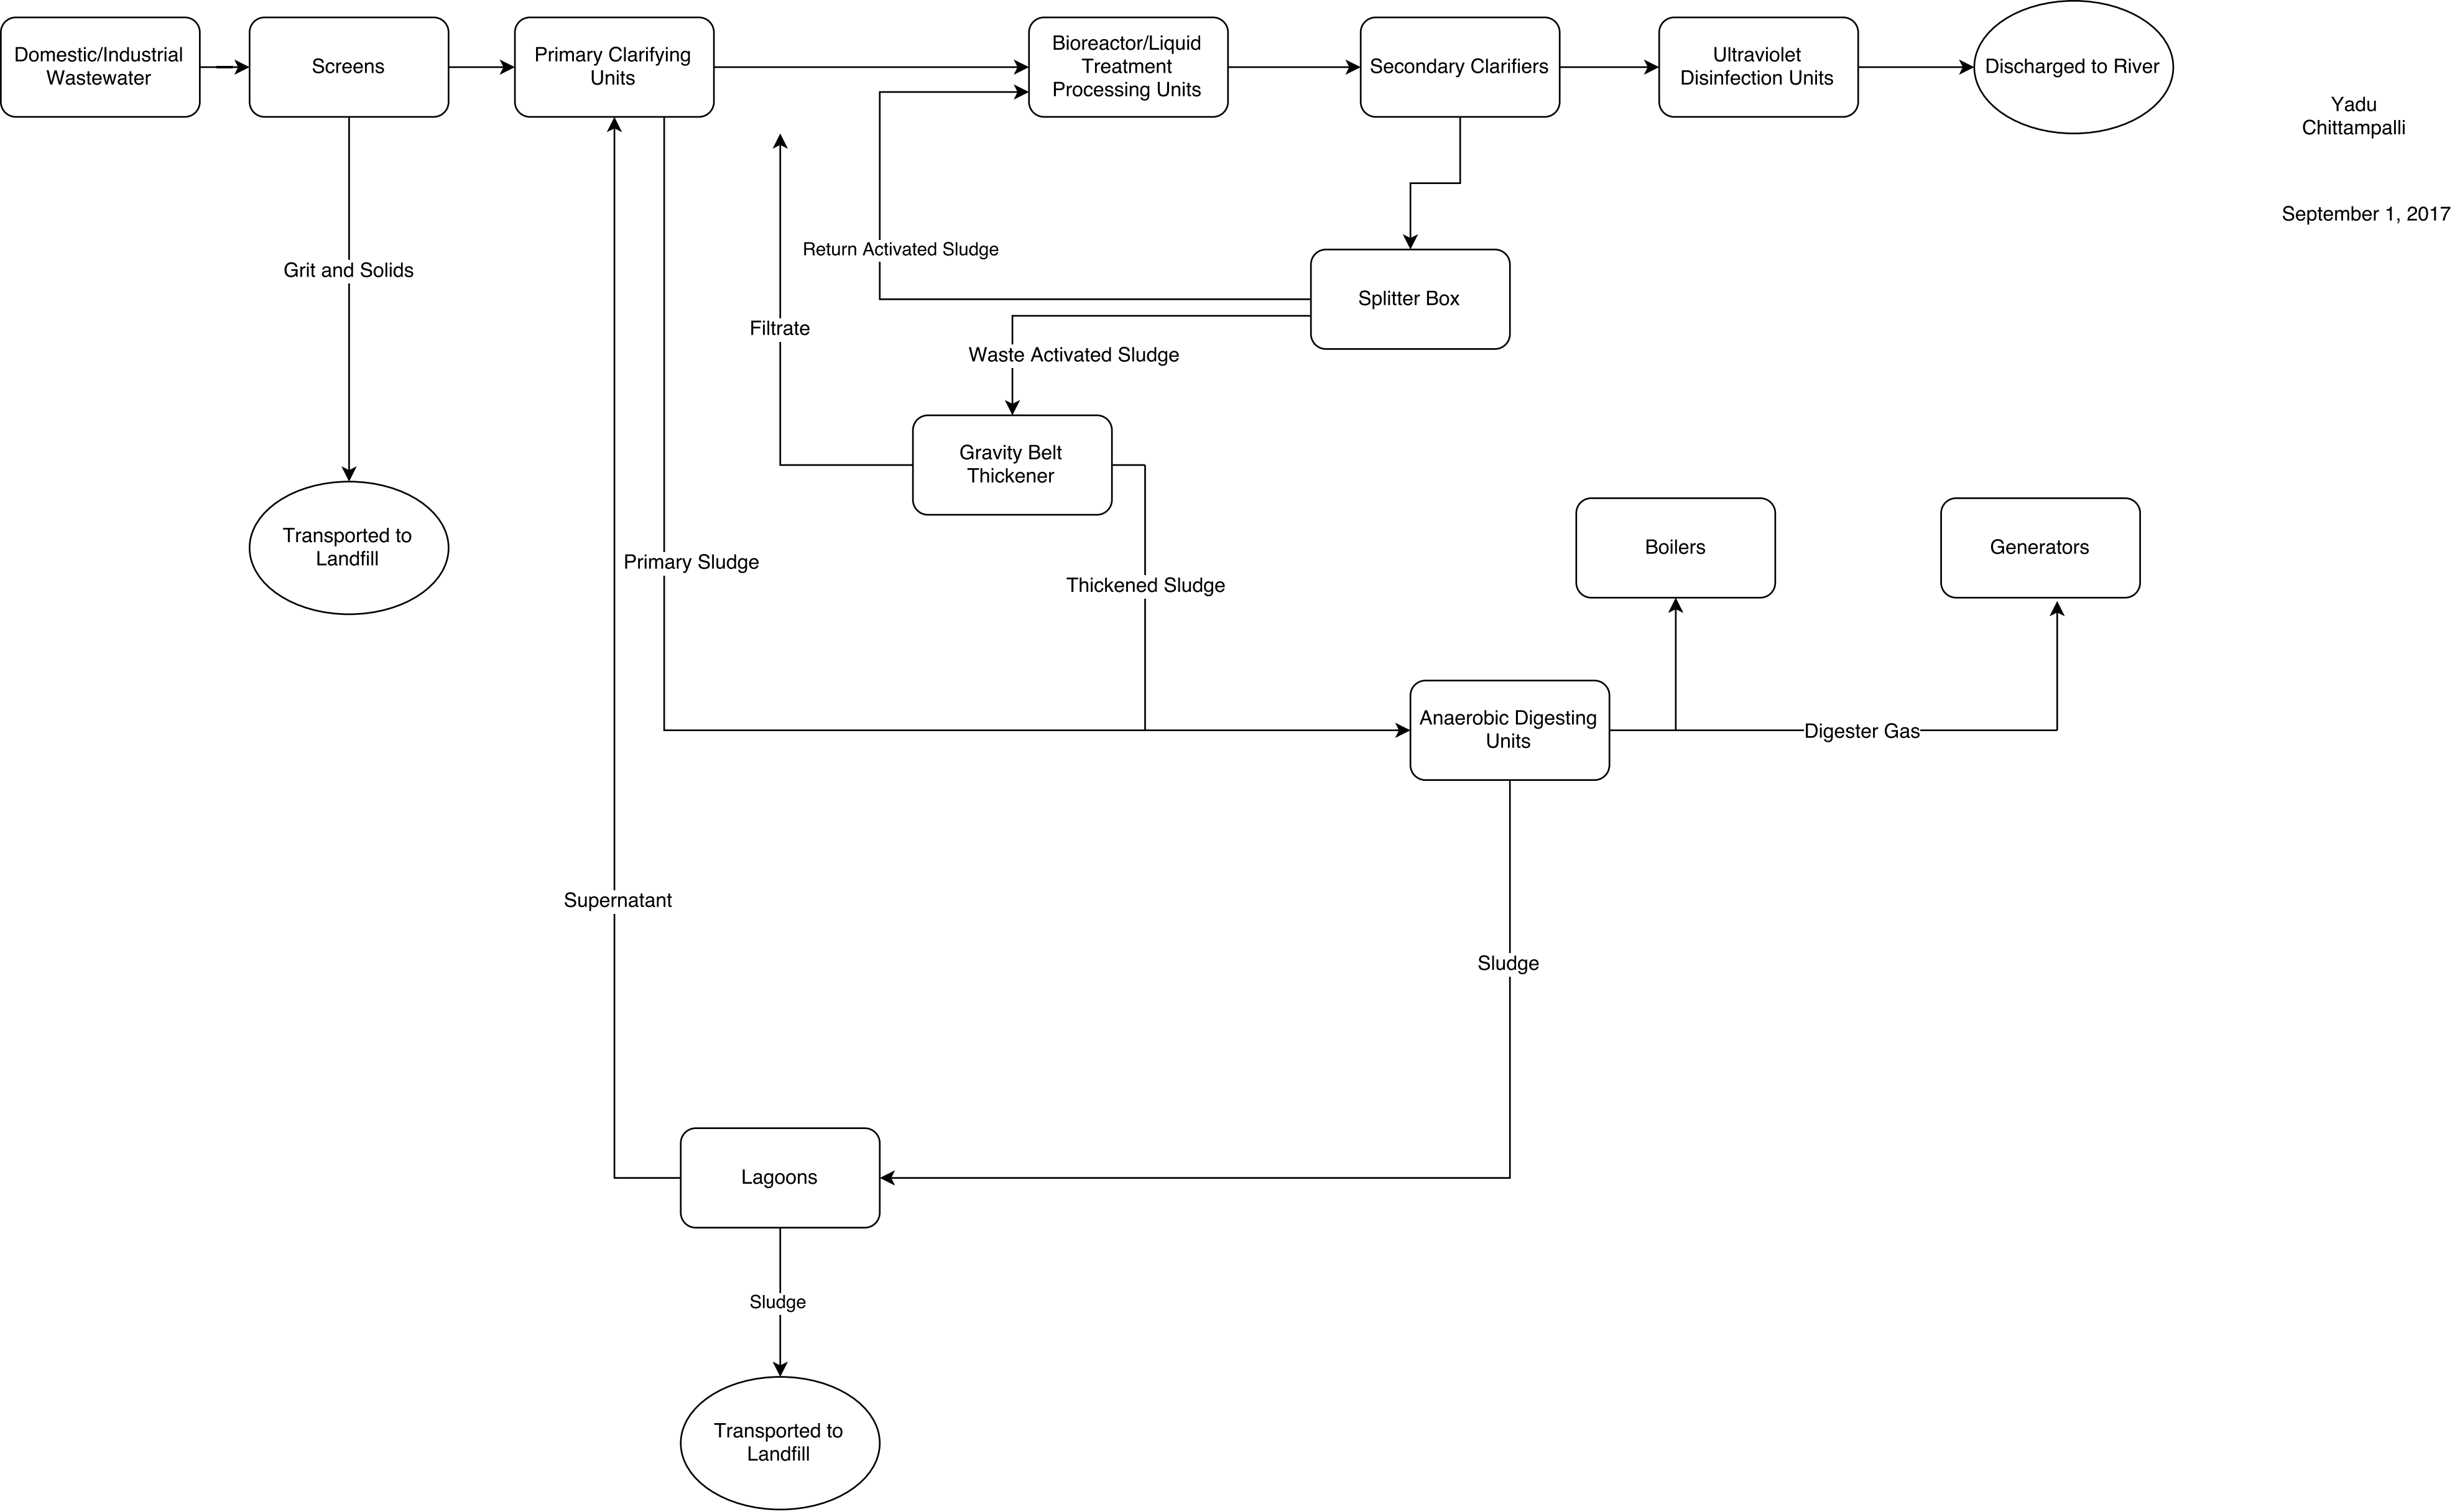 Domestic/Industrial
Wastewater
Screens
Primary Clarifying
Units
Bioreactor/Liquid
Treatment
Processing Units
Secondary Clarifiers
Ultraviolet
Disinfection Units
Discharged to River
Yadu
Chittampalli
September 1, 2017
Return Activated Sludge
Grit and Solids
Splitter Box
Filtrate
Waste Activated Sludge
Gravity Belt
Thickener
Transported to
Landfill
Boilers
Generators
Primary Sludge
Thickened Sludge
Anaerobic Digesting
Units
Digester Gas
Supernatant
Sludge
Lagoons
Sludge
Transported to
Landfill